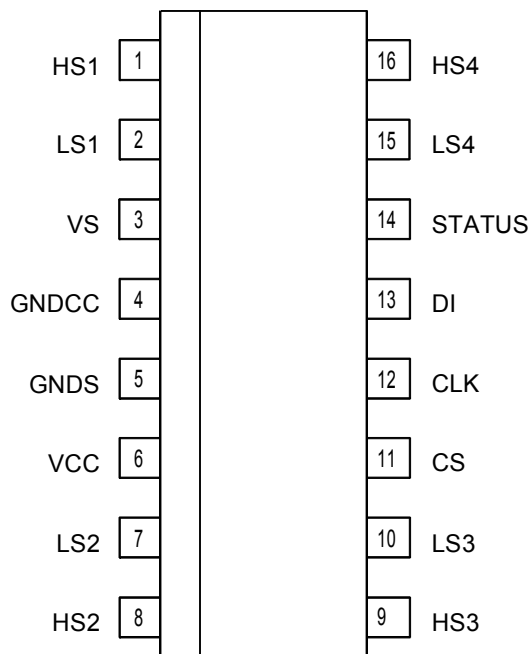 HS1 1 16 HS4
LS1 2 15 LS4
VS 3 14 STATUS
GNDCC 4 13 DI
GNDS 5 12 CLK
VCC 6 11 CS
LS2 7 10 LS3
HS2 8 9 HS3